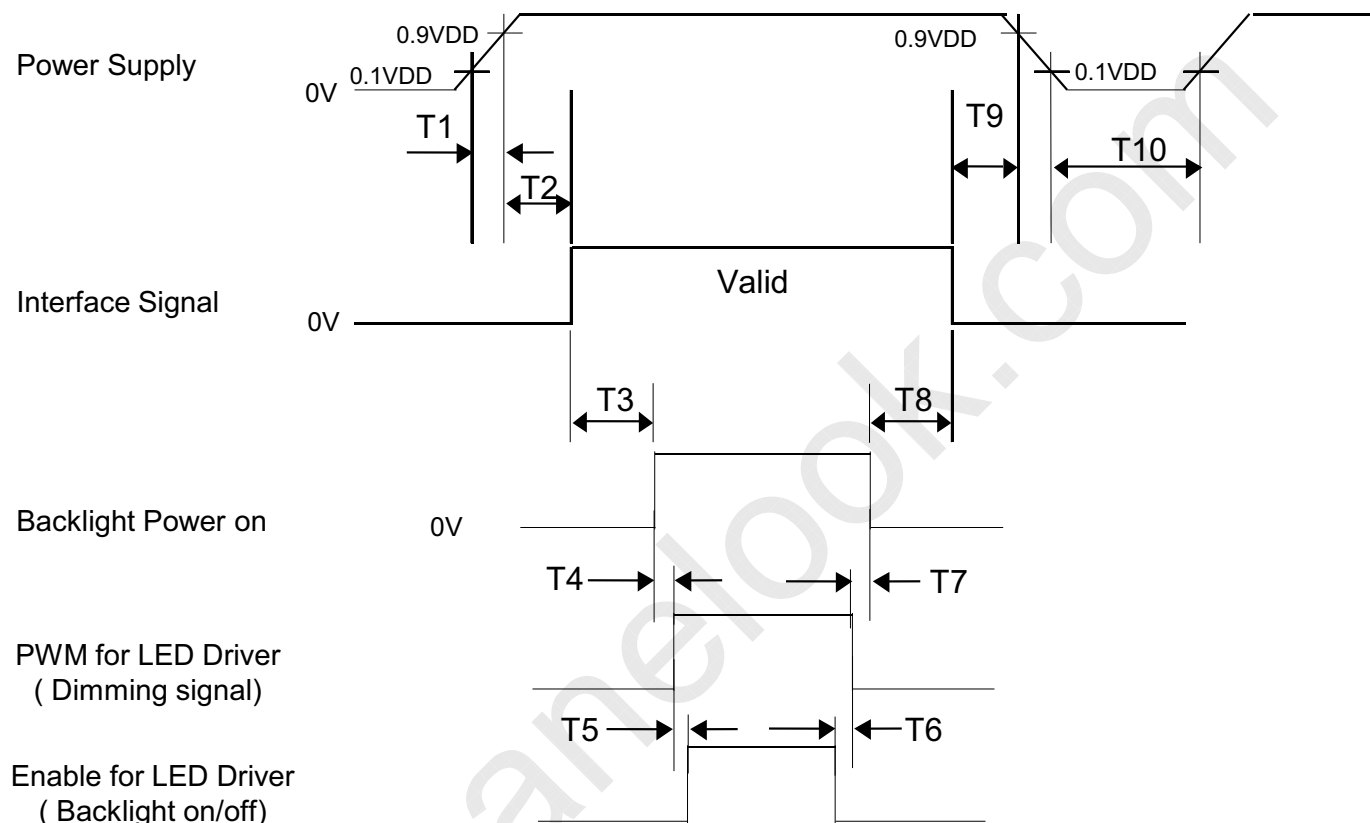 0.9VDD
0.9VDD
Power Supply
0.1VDD
0.1VDD
0V
T1
T9
T10
T2
Interface Signal
Valid
0V
T3
T8
Backlight Power on
0V
T4
T7
PWM for LED Driver
( Dimming signal)
T5
T6
Enable for LED Driver
( Backlight on/off)
anelook.com